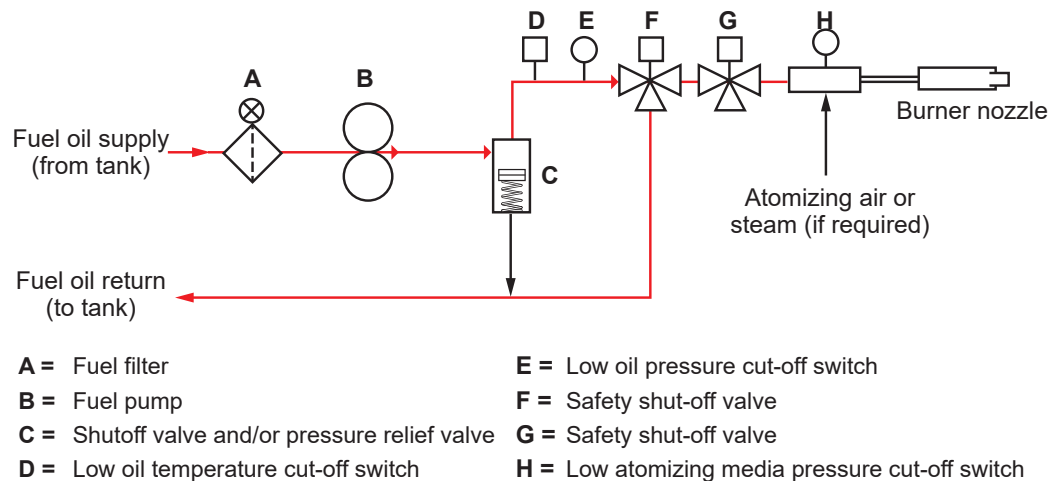 D E F G H
A B
Burner nozzle
Fuel oil supply
(from tank)
C
Atomizing air or
steam (if required)
Fuel oil return
(to tank)
A = Fuel filter
B = Fuel pump
C = Shutoff valve and/or pressure relief valve
D = Low oil temperature cut-off switch
E = Low oil pressure cut-off switch
F = Safety shut-off valve
G = Safety shut-off valve
H = Low atomizing media pressure cut-off switch